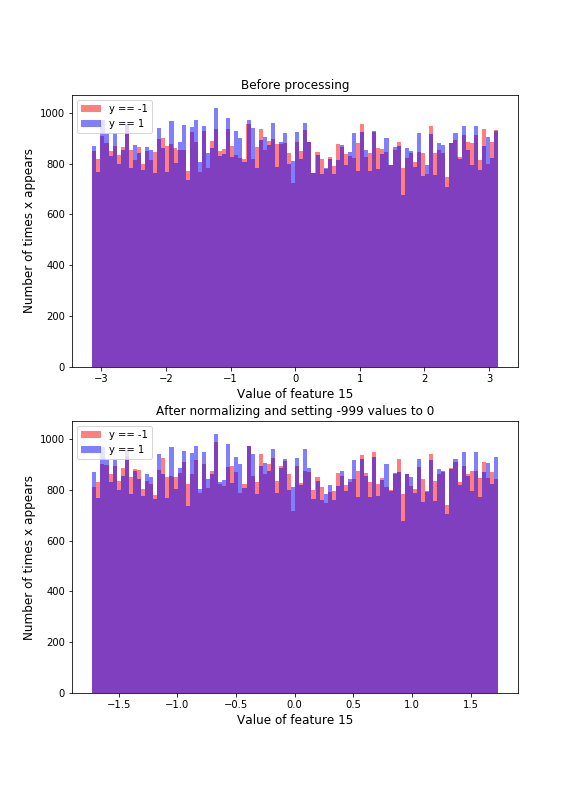 Before processing
y == -1
y == 1
1000
800
600
400
200
0
Number of times x appears
−3 −2 −1 0 1 2 3
Value of feature 15
After normalizing and setting -999 values to 0
y == -1
y == 1
1000
800
600
400
200
0
Number of times x appears
−1.5 −1.0 −0.5 0.0 0.5 1.0 1.5
Value of feature 15